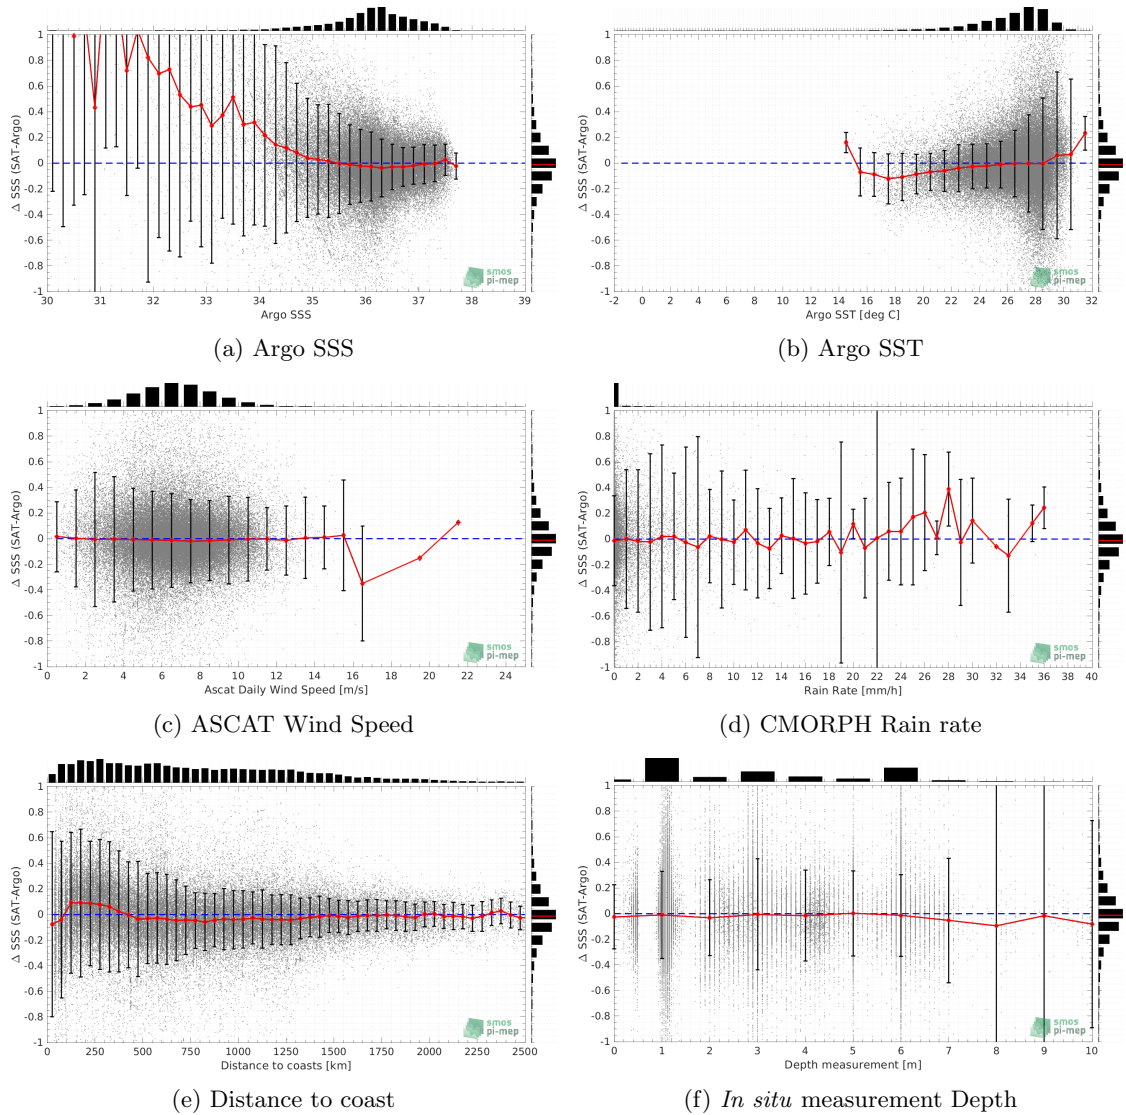 1
0.8
0.6
0.4
0.2
0
-0.2
-0.4
-0.6
-0.8
-1
Δ SSS (SAT-Argo)
smos
pi-mep
30 31 32 33 34 35 36 37 38 39
Argo SSS
(a) Argo SSS
1
0.8
0.6
0.4
0.2
0
-0.2
-0.4
-0.6
-0.8
-1
Δ SSS (SAT-Argo)
smos
pi-mep
-2 0 2 4 6 8 10 12 14 16 18 20 22 24 26 28 30 32
Argo SST [deg C]
(b) Argo SST
1
0.8
0.6
0.4
0.2
0
-0.2
-0.4
-0.6
-0.8
-1
Δ SSS (SAT-Argo)
smos
pi-mep
0 2 4 6 8 10 12 14 16 18 20 22 24
Ascat Daily Wind Speed [m/s]
(c) ASCAT Wind Speed
1
0.8
0.6
0.4
0.2
0
-0.2
-0.4
-0.6
-0.8
-1
Δ SSS (SAT-Argo)
smos
pi-mep
0 2 4 6 8 10 12 14 16 18 20 22 24 26 28 30 32 34 36 38 40
Rain Rate [mm/h]
(d) CMORPH Rain rate
1
0.8
0.6
0.4
0.2
0
-0.2
-0.4
-0.6
-0.8
-1
Δ SSS (SAT-Argo)
smos
pi-mep
0 250 500 750 1000 1250 1500 1750 2000 2250 2500
Distance to coasts [km]
(e) Distance to coast
1
0.8
0.6
0.4
0.2
0
-0.2
-0.4
-0.6
-0.8
-1
Δ SSS (SAT-Argo)
smos
pi-mep
0 1 2 3 4 5 6 7 8 9 10
Depth measurement [m]
(f) In situ measurement Depth